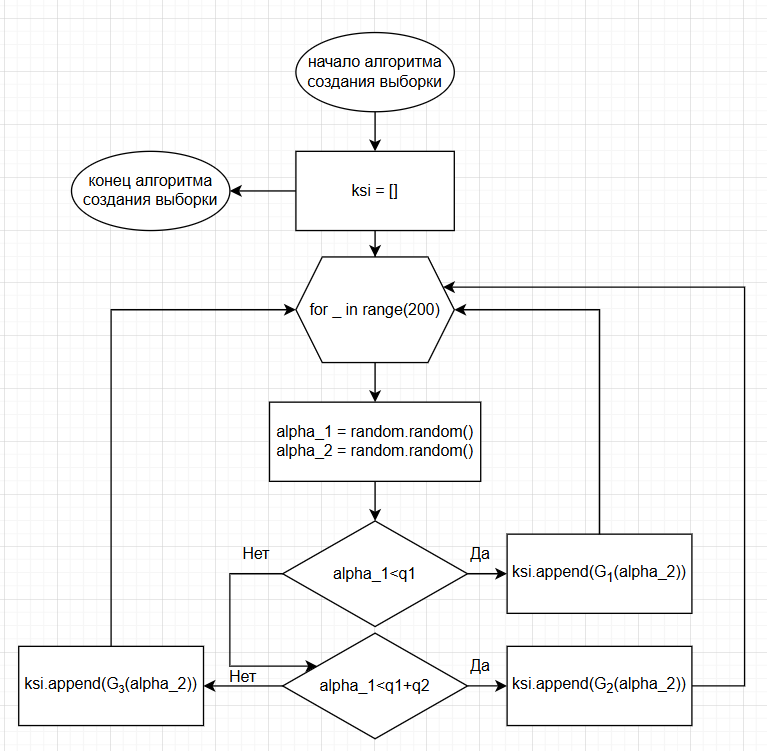 начало алгоритма
создания выборки
конец алгоритма
создания выборки
ksi = []
for _ in range(200)
alpha_1 = random.random()
alpha_2 = random.random()
Нет
Да
alpha_1<q1
ksi.append(G1(alpha_2))
Нет
Да
ksi.append(G3(alpha_2))
alpha_1<q1+q2
ksi.append(G2(alpha_2))